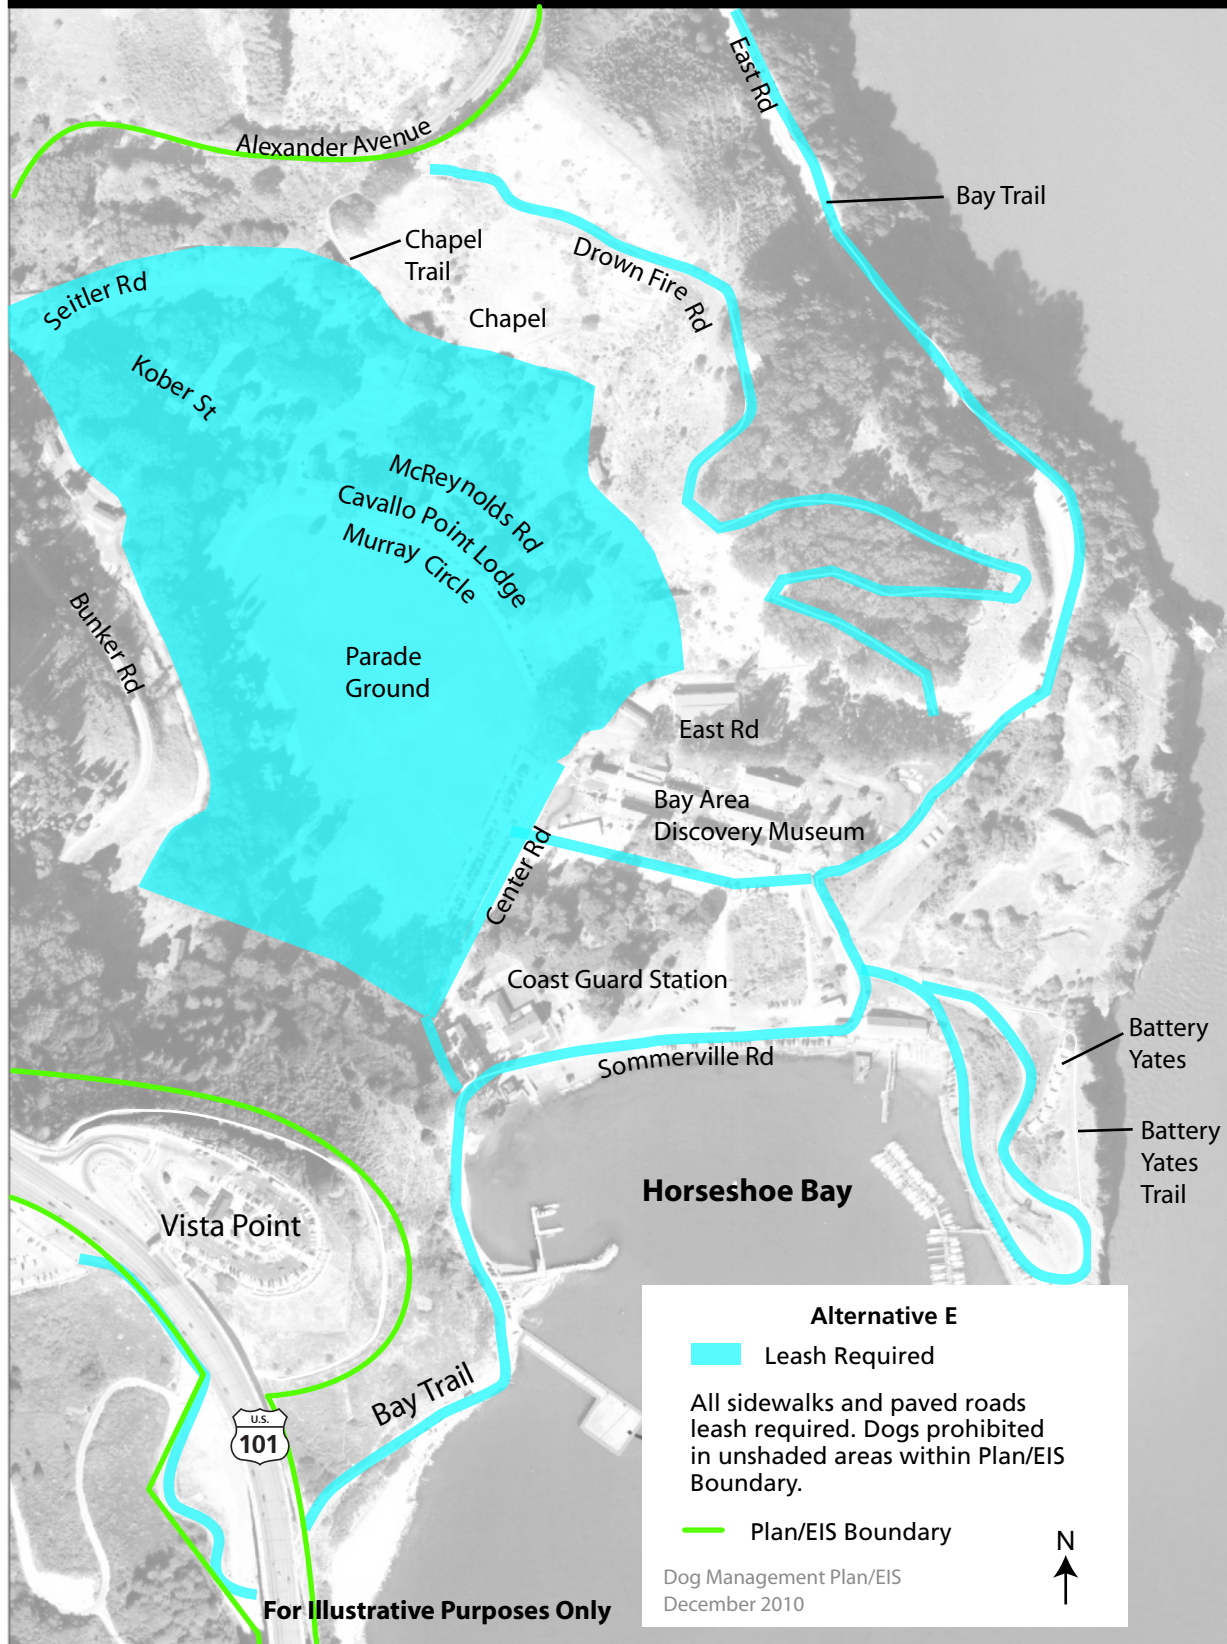 East Rd
Alexander Avenue
Bay Trail
Chapel
Trail
Drown Fire Rd
Seitler Rd
Chapel
Kober St
McReynolds Rd
Cavallo Point Lodge
Murray Circle
Bunker Rd
Parade
Ground
East Rd
Bay Area
Discovery Museum
Center Rd
Coast Guard Station
Sommerville Rd
Battery
Yates
Battery
Yates
Trail
Horseshoe Bay
Vista Point
Bay Trail
U.S.
101
Alternative E
Leash Required
All sidewalks and paved roads
leash required. Dogs prohibited
in unshaded areas within Plan/EIS
Boundary.
Plan/EIS Boundary
N
Dog Management Plan/EIS
December 2010
For Illustrative Purposes Only